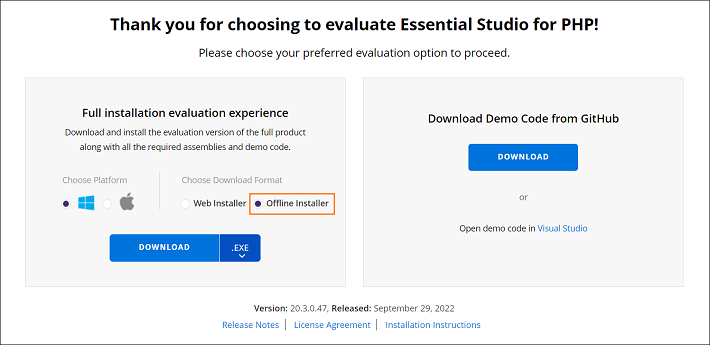 Thank you for choosing to evaluate Essential Studio for PHP!
Please choose your preferred evaluation option to proceed.
Full installation evaluation experience
Download and install the evaluation version of the full product
along with all the required assemblies and demo code.
Choose Platform
Choose Download Format
Web Installer
Offline Installer
DOWNLOAD
.EXE
Download Demo Code from GitHub
DOWNLOAD
or
Open demo code in Visual Studio
Version: 20.3.0.47, Released: September 29, 2022
Release Notes | License Agreement | Installation Instructions